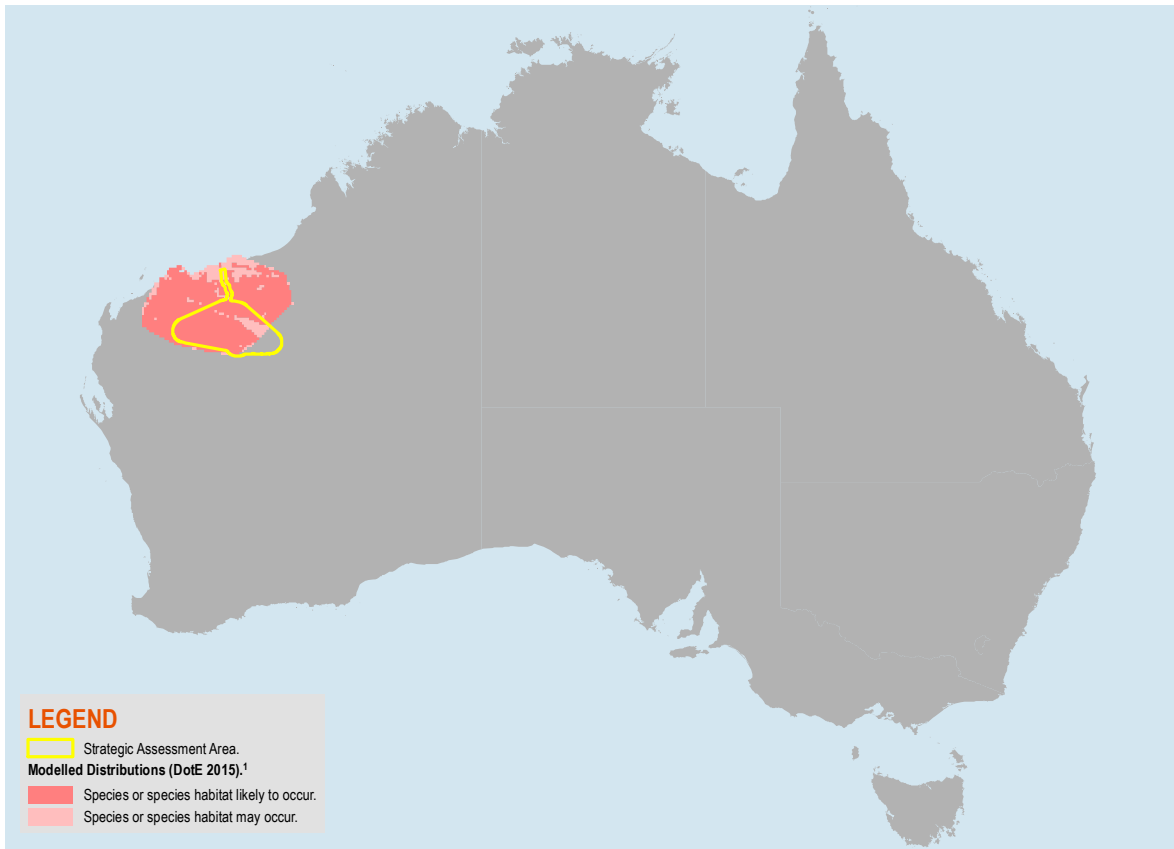 LEGEND
Strategic Assessment Area.
Modelled Distributions (DotE 2015).¹
Species or species habitat likely to occur.
Species or species habitat may occur.